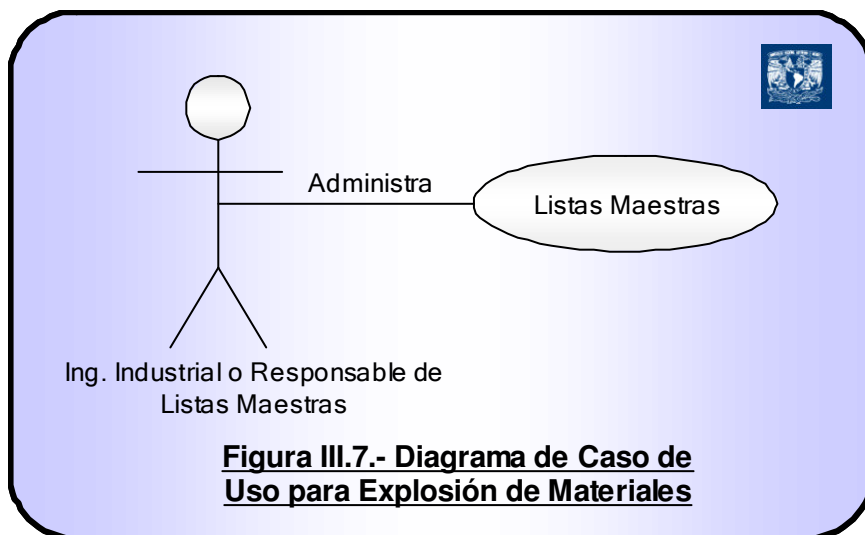 Administra
Listas Maestras
Ing. Industrial o Responsable de
Listas Maestras
Figura III.7.- Diagrama de Caso de
Uso para Explosión de Materiales